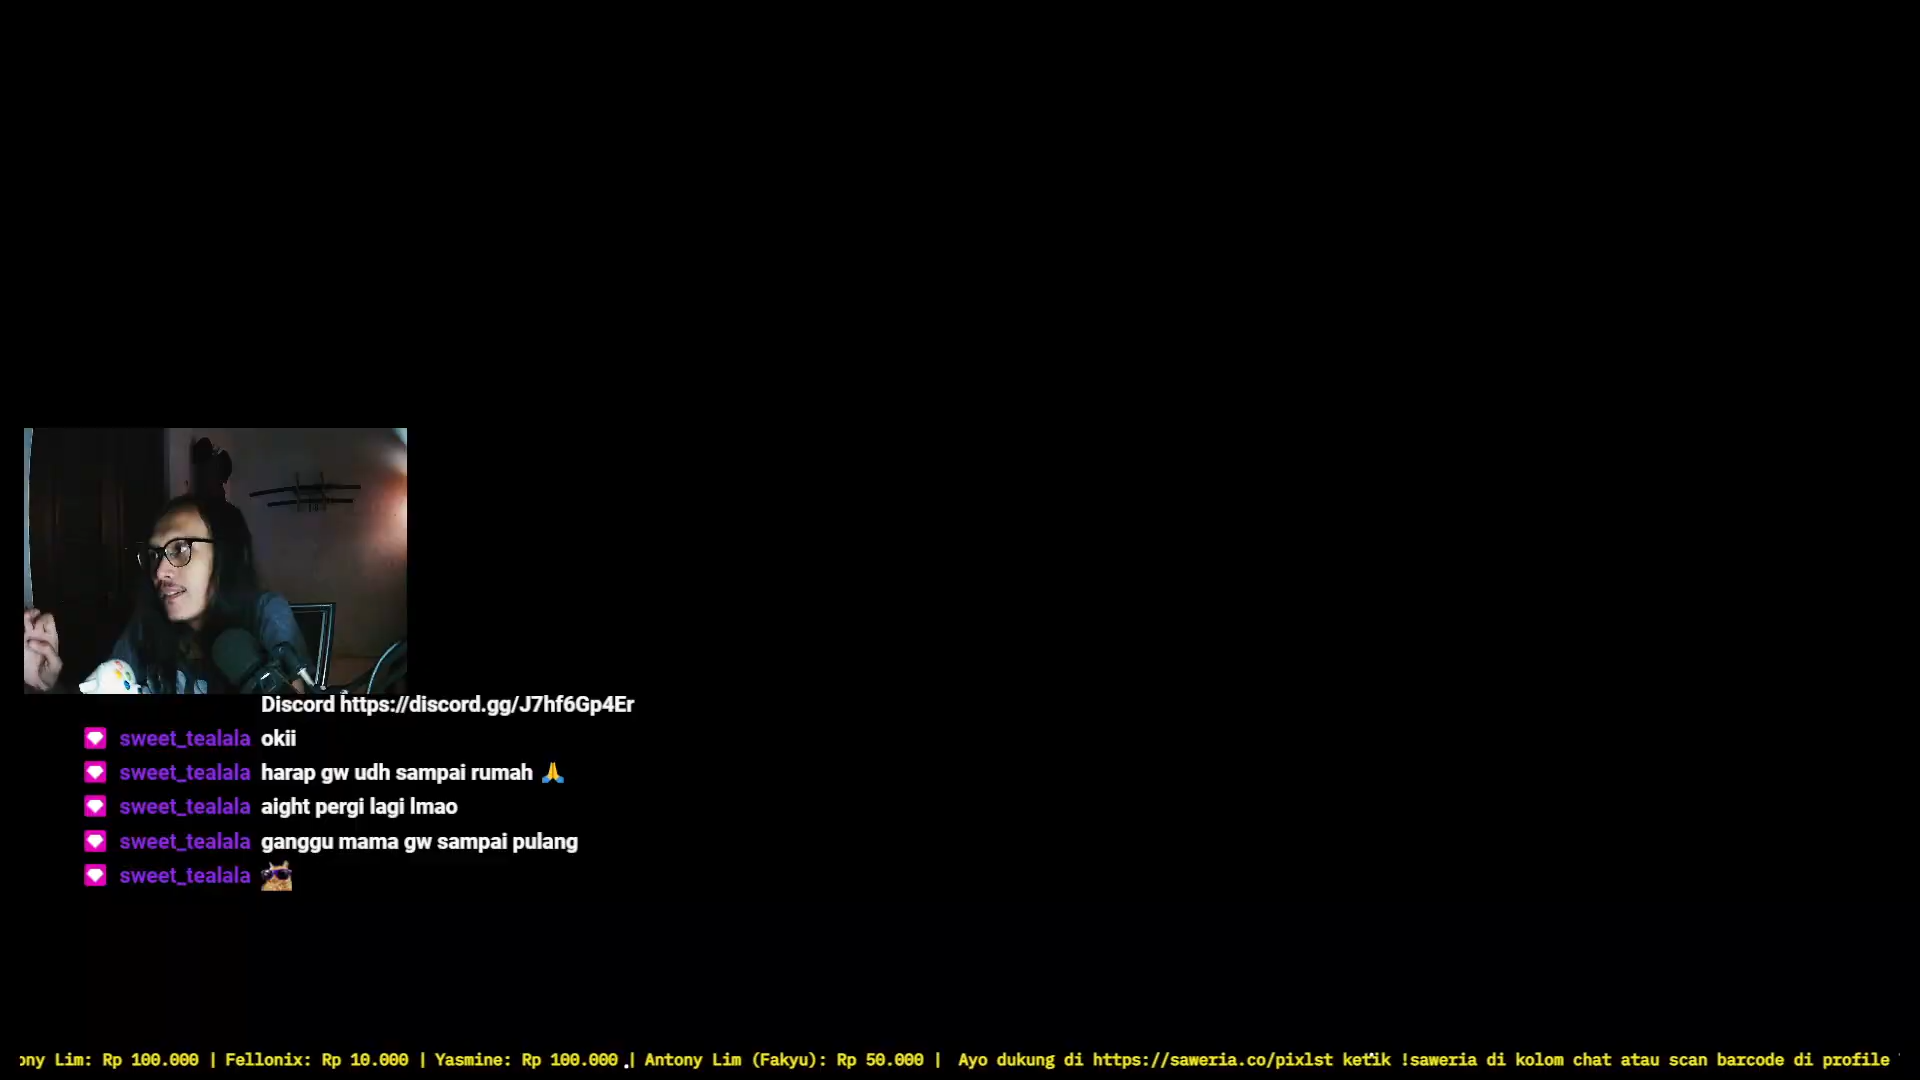 Discord https://discord.gg/J7hf6Gp4Er
sweet_tealala okii
sweet_tealala harap gw udh sampai rumah 🙏
sweet_tealala aight pergi lagi lmao
sweet_tealala ganggu mama gw sampai pulang
sweet_tealala
ony Lim: Rp 100.000 | Fellonix: Rp 10.000 | Yasmine: Rp 100.000 | Antony Lim (Fakyu): Rp 50.000 | Ayo dukung di https://saweria.co/pixlst ketik !saweria di kolom chat atau scan barcode di profile